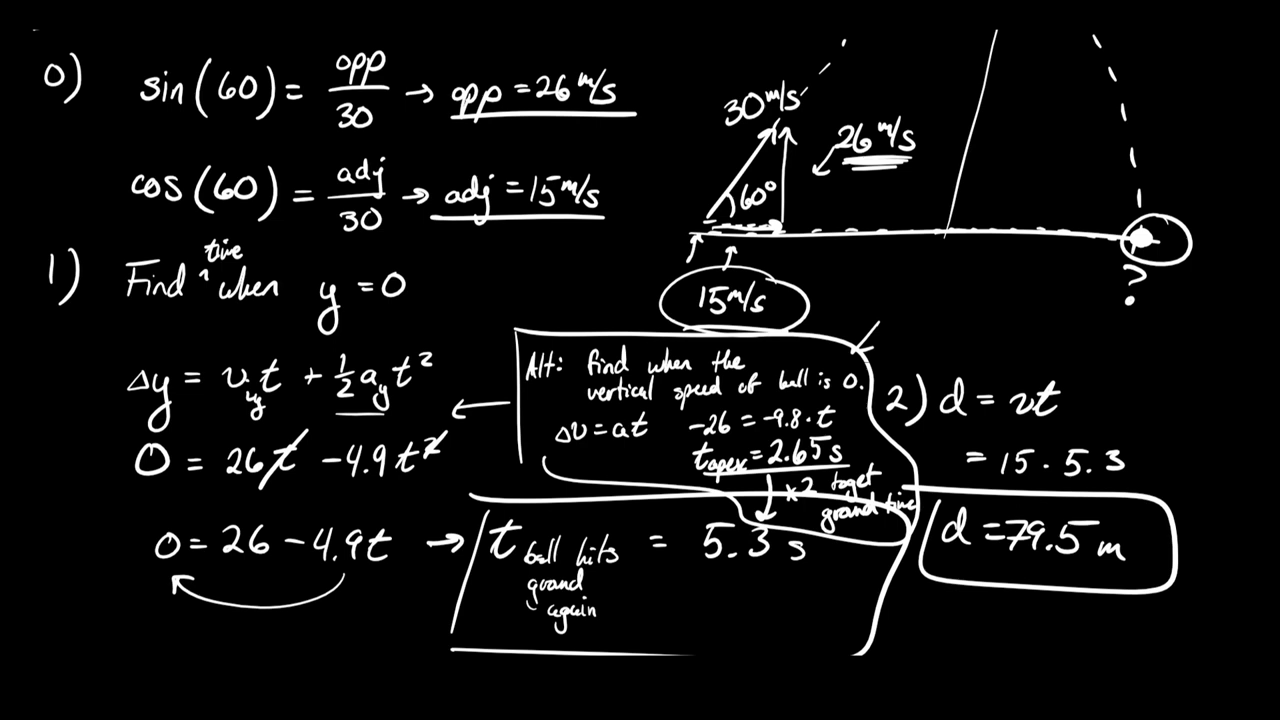 0) sin(60) = opp/30 → opp = 26 m/s
cos(60) = adj/30 → adj = 15 m/s
30 m/s
26 m/s
60°
15 m/s
?
1) Find time when y = 0
Δy = v_iy t + 1/2 a_y t²
0 = 26t - 4.9t²
0 = 26 - 4.9t → t ball hits ground again = 5.3 s
Alt: find when the
vertical speed of ball is 0.
Δv = at -26 = -9.8·t
t_apex = 2.65 s
x2 to get
ground time
2) d = vt
= 15 · 5.3
d = 79.5 m